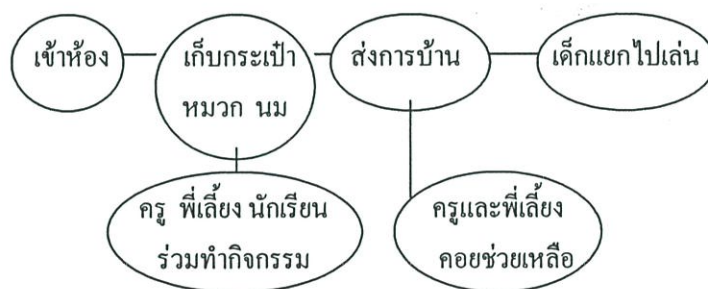 เข้าห้อง
เก็บกระเป๋า
หมวก นม
ส่งการบ้าน
เด็กแยกไปเล่น
ครู พี่เลี้ยง นักเรียน
ร่วมทำกิจกรรม
ครูและพี่เลี้ยง
คอยช่วยเหลือ